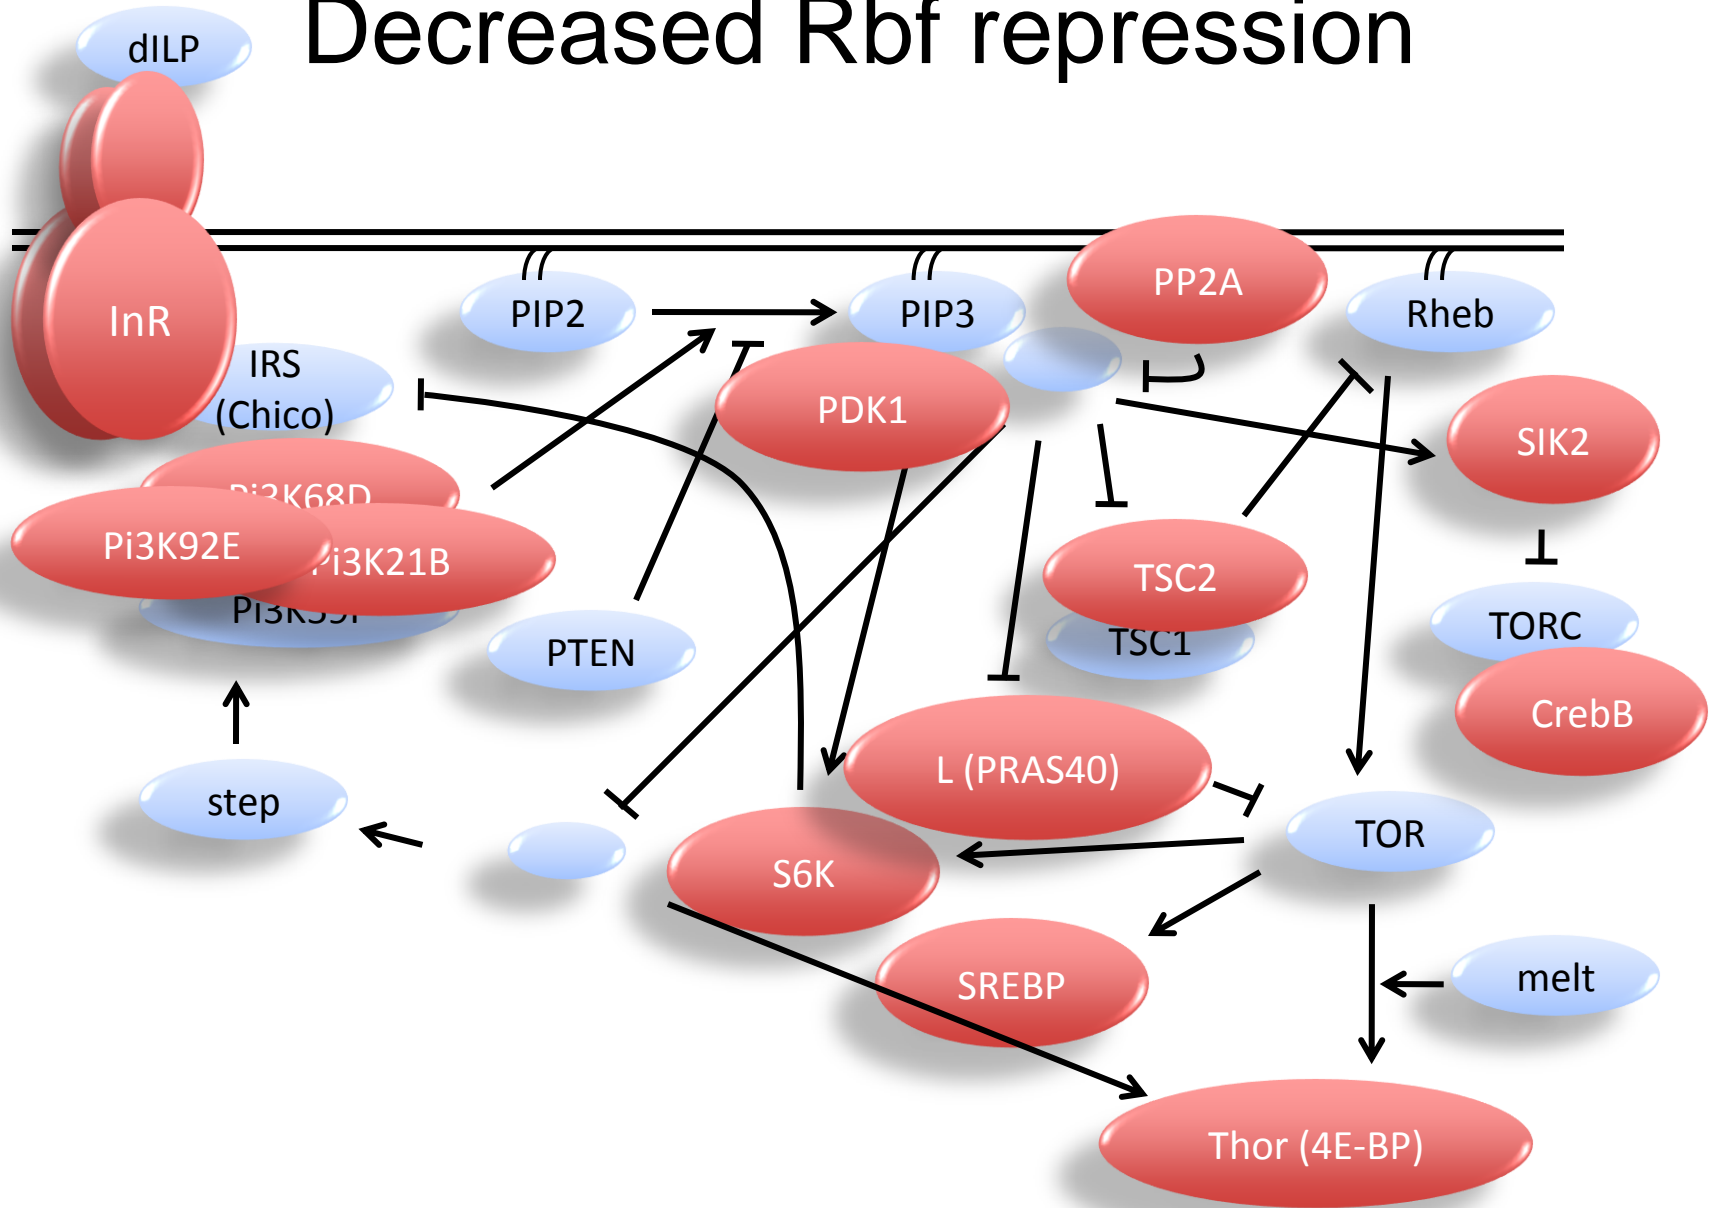 Decreased Rbf repression
dILP
InR
IRS
(Chico)
PIP2
PIP3
PP2A
Rheb
PDK1
SIK2
Pi3K68D
Pi3K92E
Pi3K21B
PTEN
TSC2
TSC1
TORC
CrebB
step
L (PRAS40)
TOR
S6K
SREBP
melt
Thor (4E-BP)